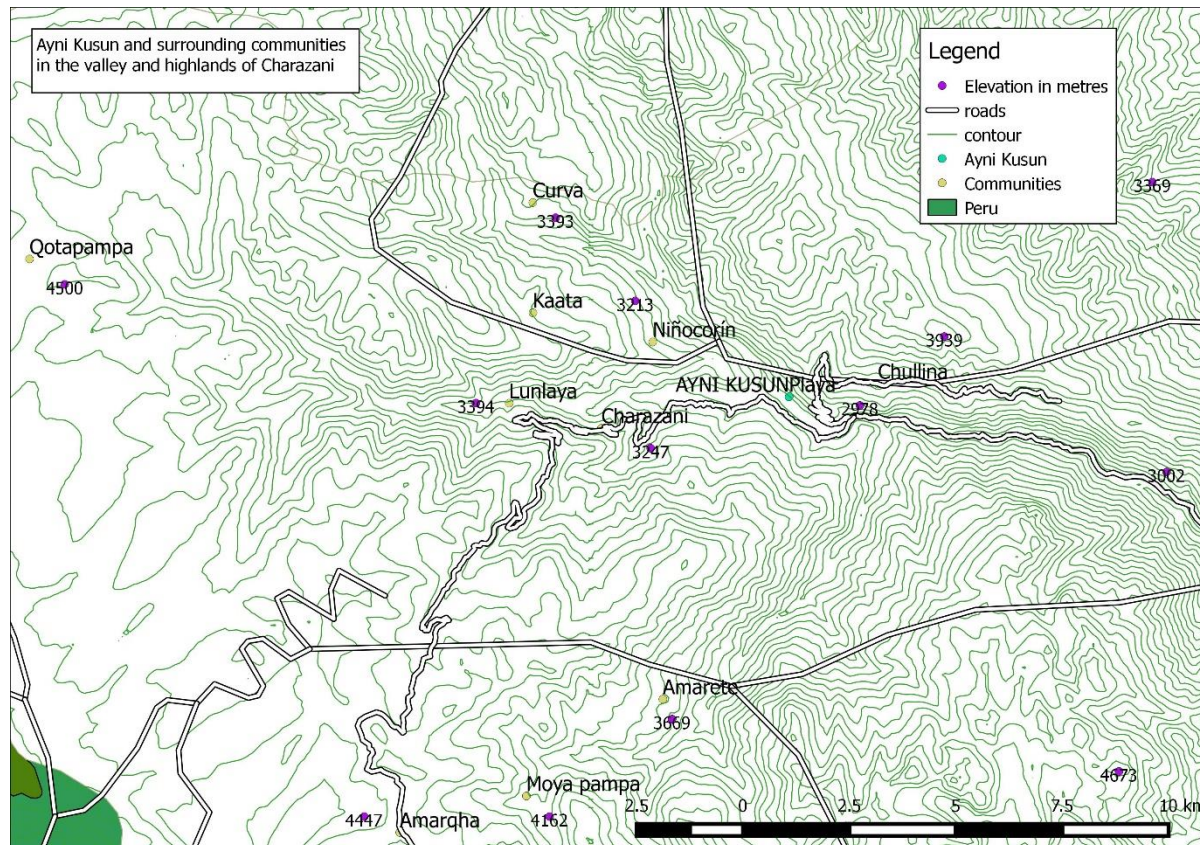 Ayni Kusun and surrounding communities
in the valley and highlands of Charazani
Legend
Elevation in metres
roads
contour
Ayni Kusun
Communities
Peru
3369
Curva
3393
Qotapampa
4500
Kaata
3213
Niñocorín
3939
Chullina
AYNI KUSUNPlaya
Lunlaya
3394
2978
Charazani
3247
3002
Amarete
3669
4673
Moya pampa
4447
Amarqha
4162
2.5 0 2.5 5 7.5 10 km